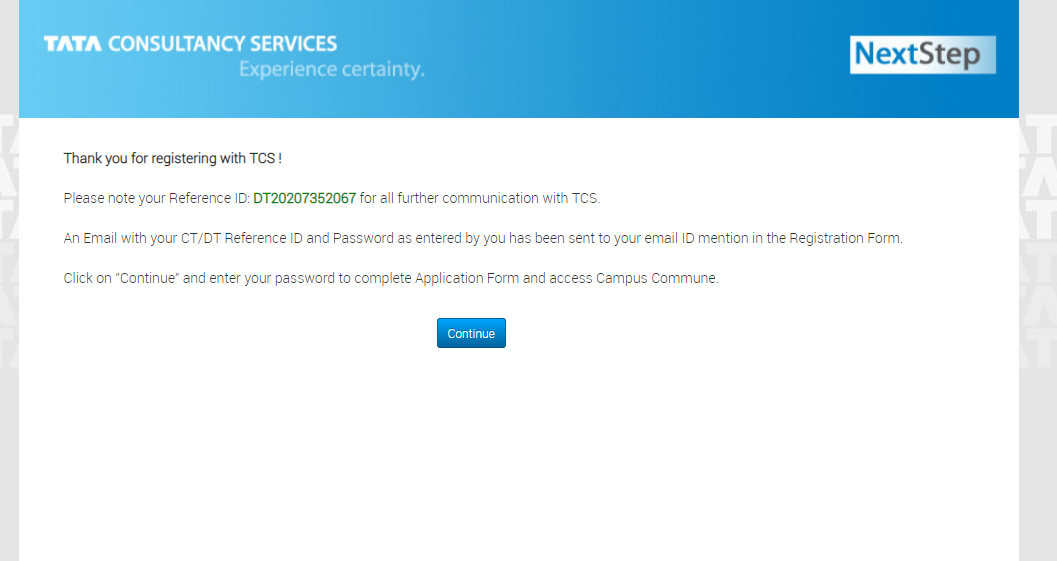 TATA CONSULTANCY SERVICES
Experience certainty.
NextStep
Thank you for registering with TCS !
Please note your Reference ID: DT20207352067 for all further communication with TCS.
An Email with your CT/DT Reference ID and Password as entered by you has been sent to your email ID mention in the Registration Form.
Click on "Continue" and enter your password to complete Application Form and access Campus Commune.
Continue